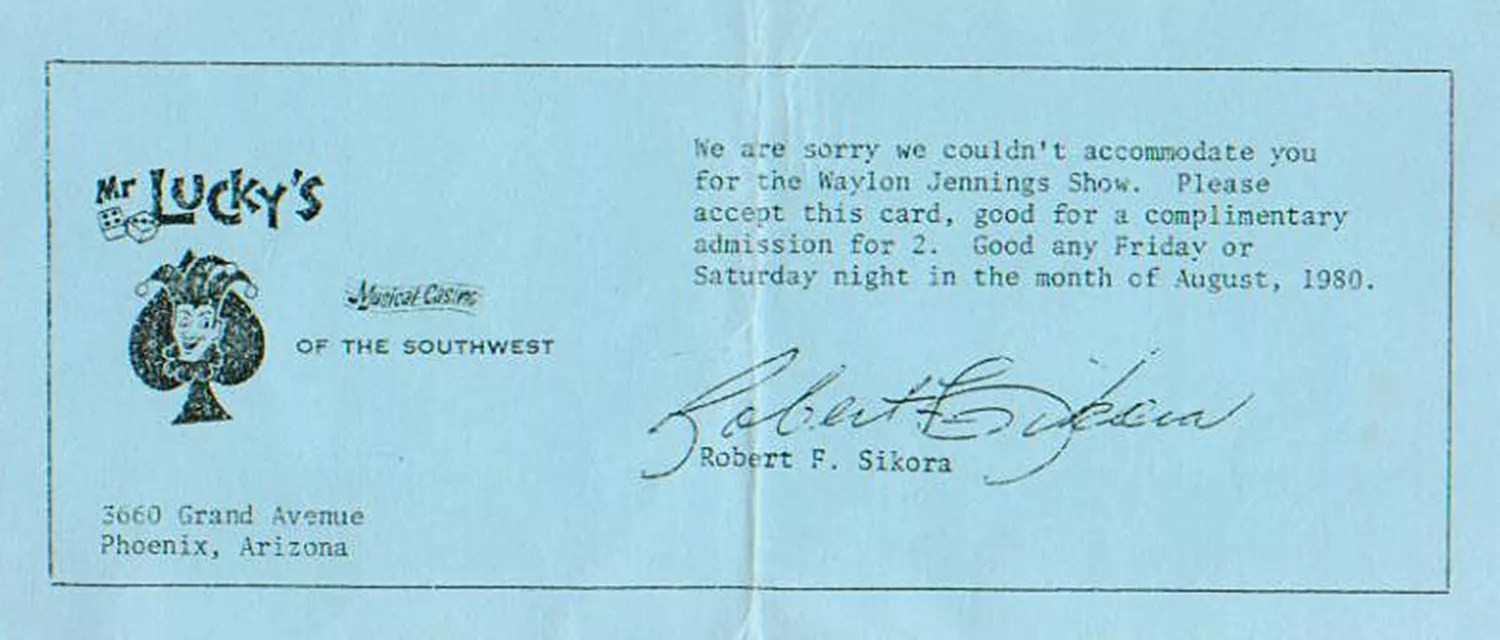 Mr LUCKY'S
Musical Casino
OF THE SOUTHWEST
3660 Grand Avenue
Phoenix, Arizona
We are sorry we couldn't accommodate you
for the Waylon Jennings Show. Please
accept this card, good for a complimentary
admission for 2. Good any Friday or
Saturday night in the month of August, 1980.
Robert F. Sikora
Robert F. Sikora